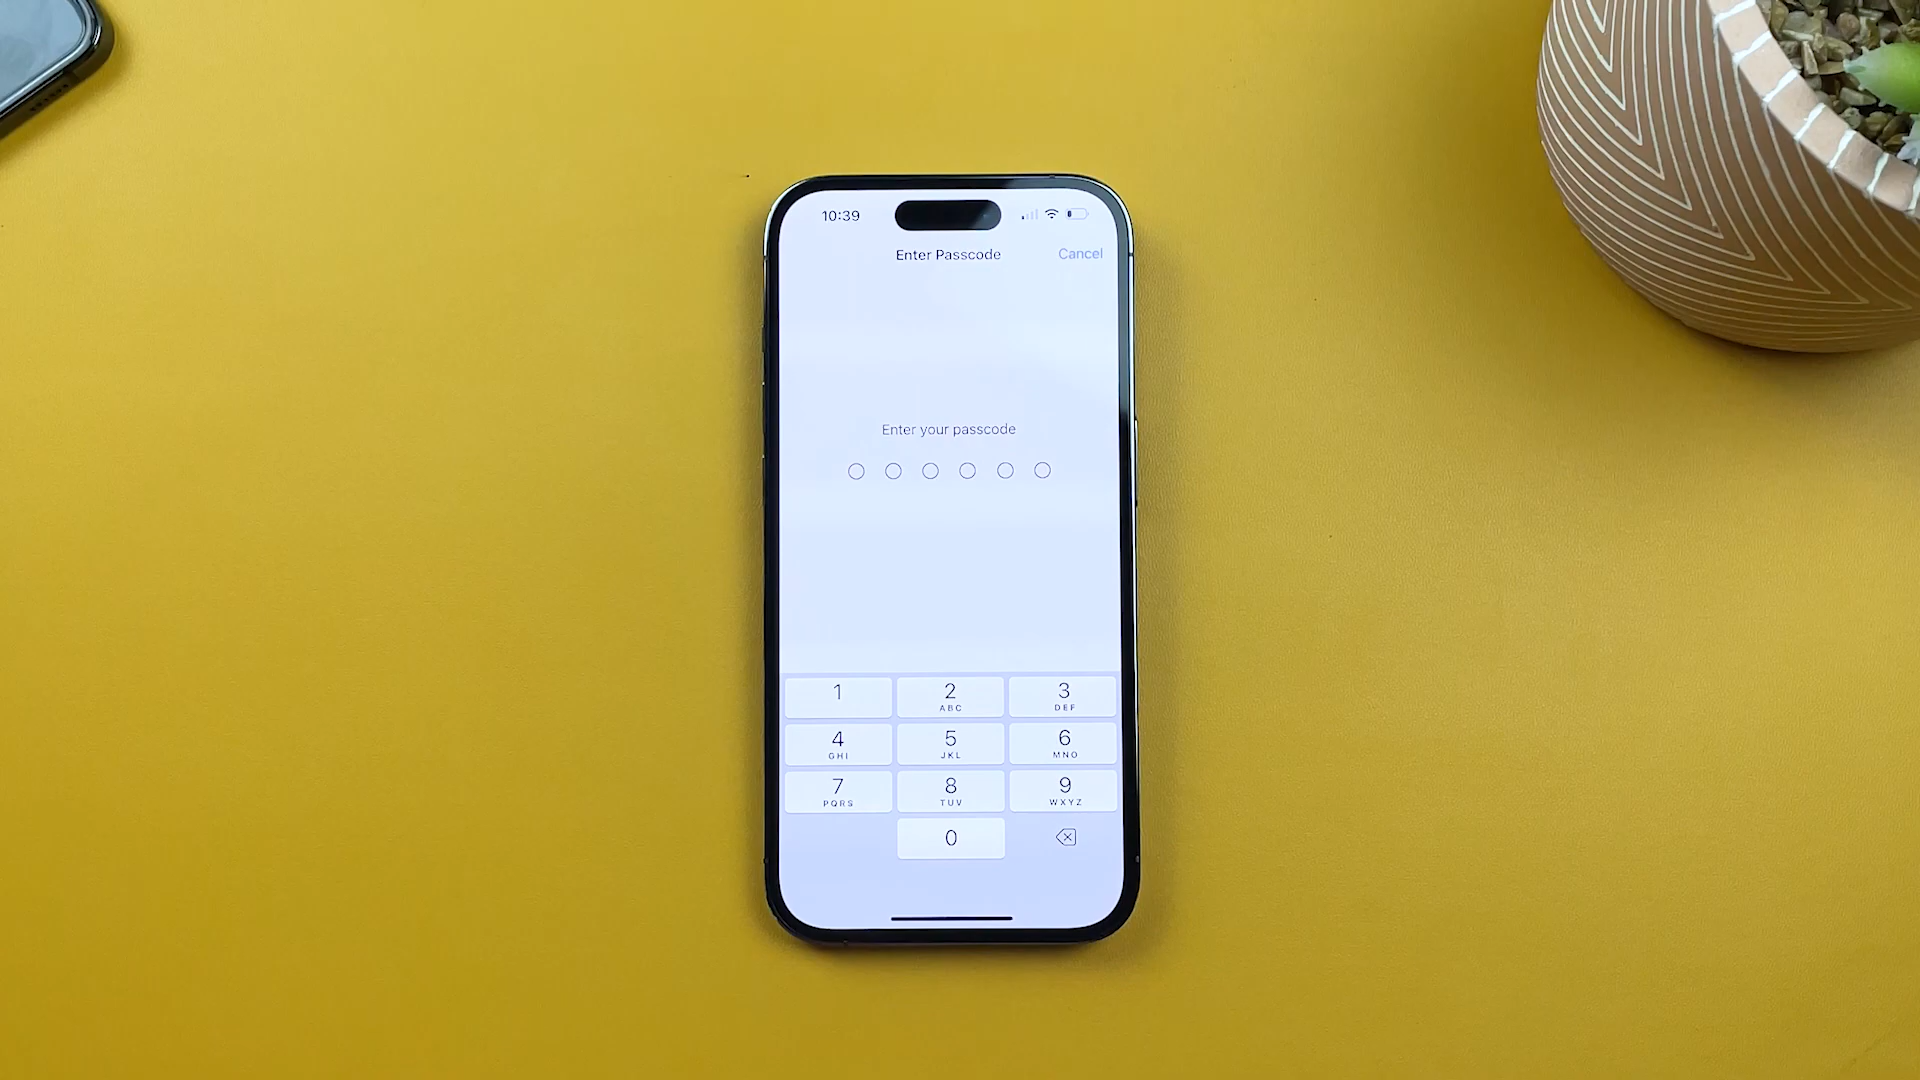 10:39
Enter Passcode Cancel
Enter your passcode
1 2 3
ABC DEF
4 5 6
GHI JKL MNO
7 8 9
PQRS TUV WXYZ
0